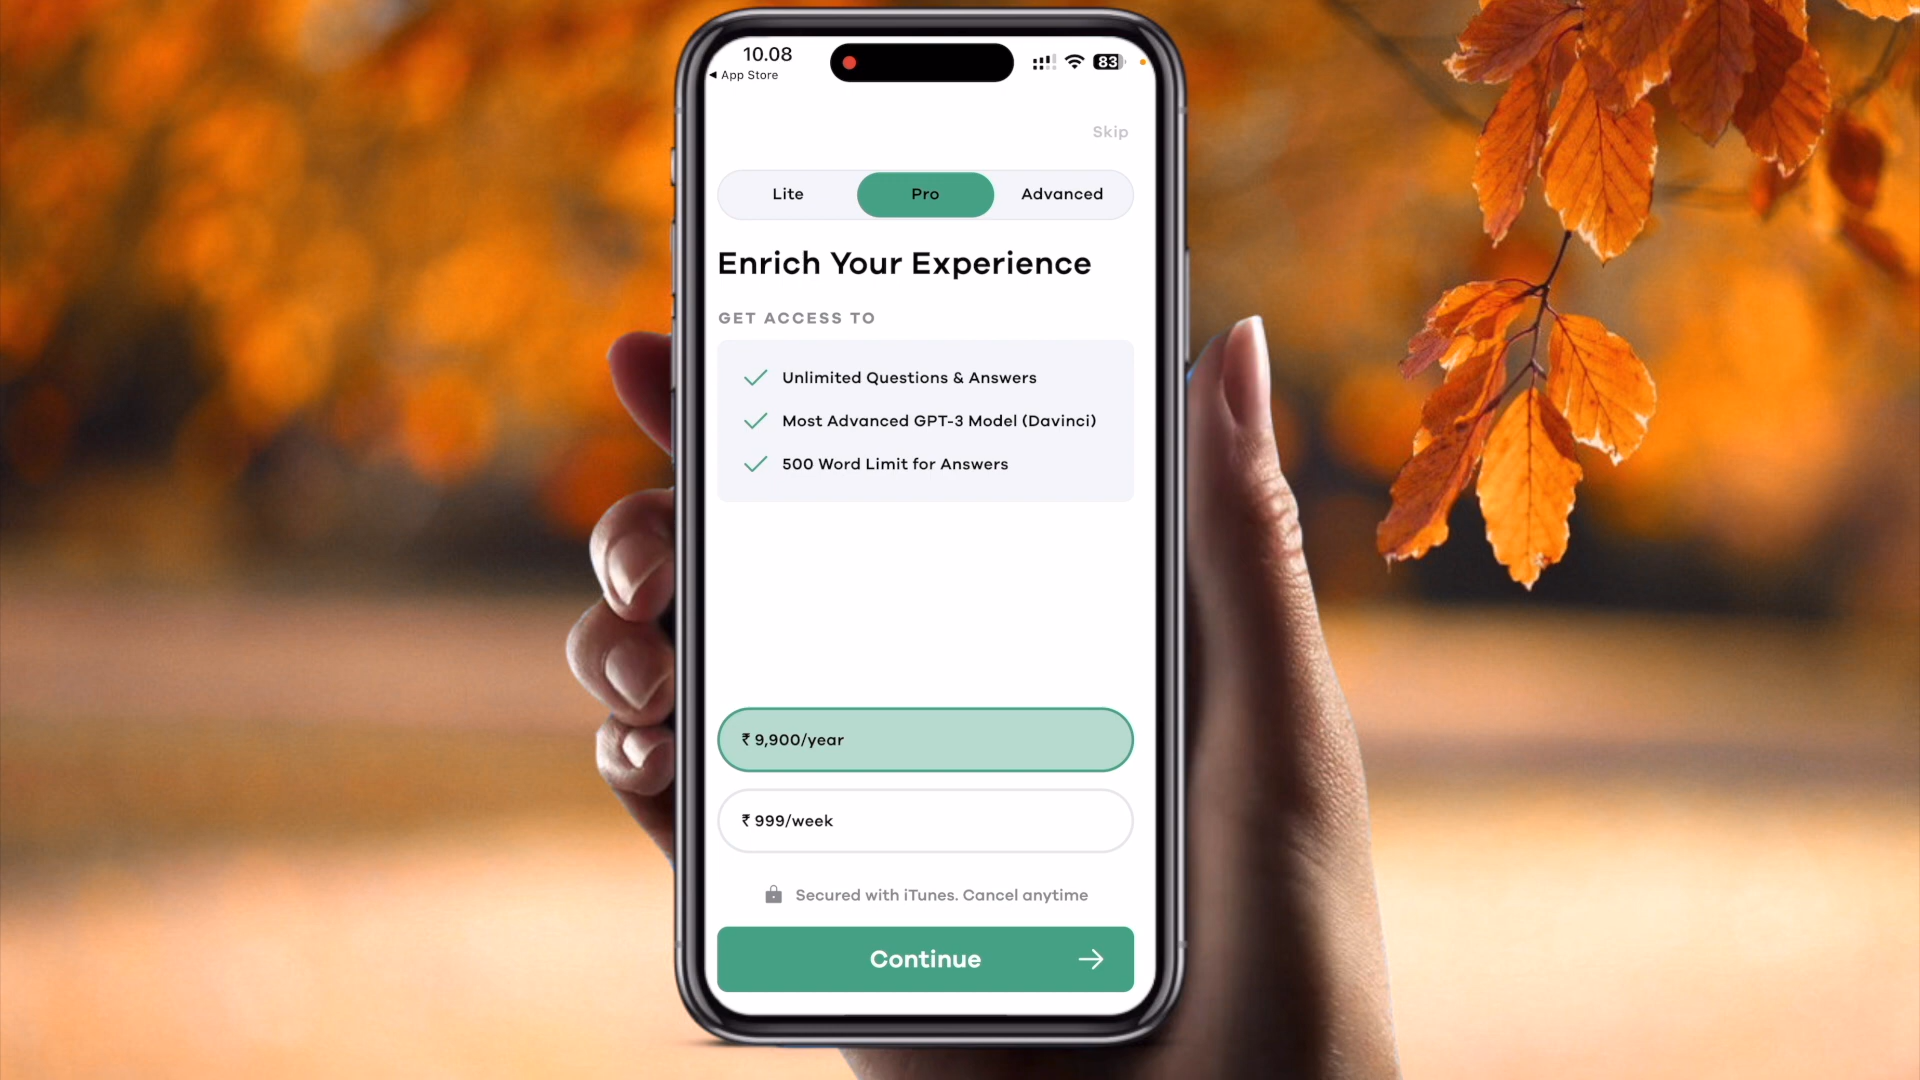 10.08
83
◀ App Store
Skip
Lite
Pro
Advanced
Enrich Your Experience
GET ACCESS TO
Unlimited Questions & Answers
Most Advanced GPT-3 Model (Davinci)
500 Word Limit for Answers
₹ 9,900/year
₹ 999/week
Secured with iTunes. Cancel anytime
Continue